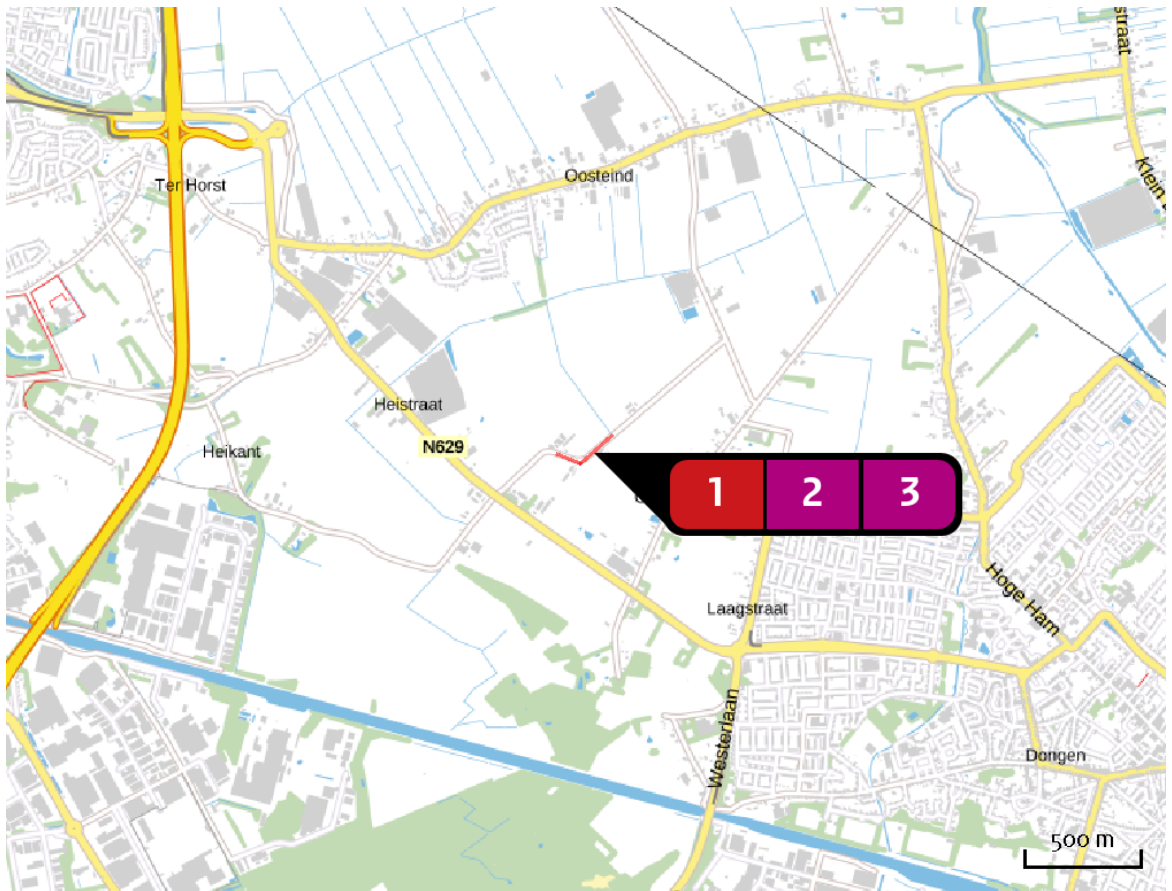 straat
Oosteind
Ter Horst
Klein
Heistraat
N629
Heikant
1
2
3
Hoge Ham
Laagstraat
Westerlaan
Dongen
500 m